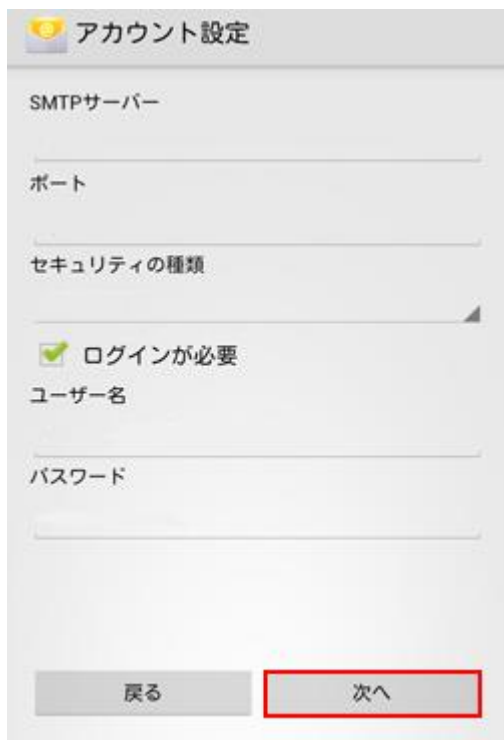 アカウント設定
SMTPサーバー
ポート
セキュリティの種類
ログインが必要
ユーザー名
パスワード
戻る
次へ